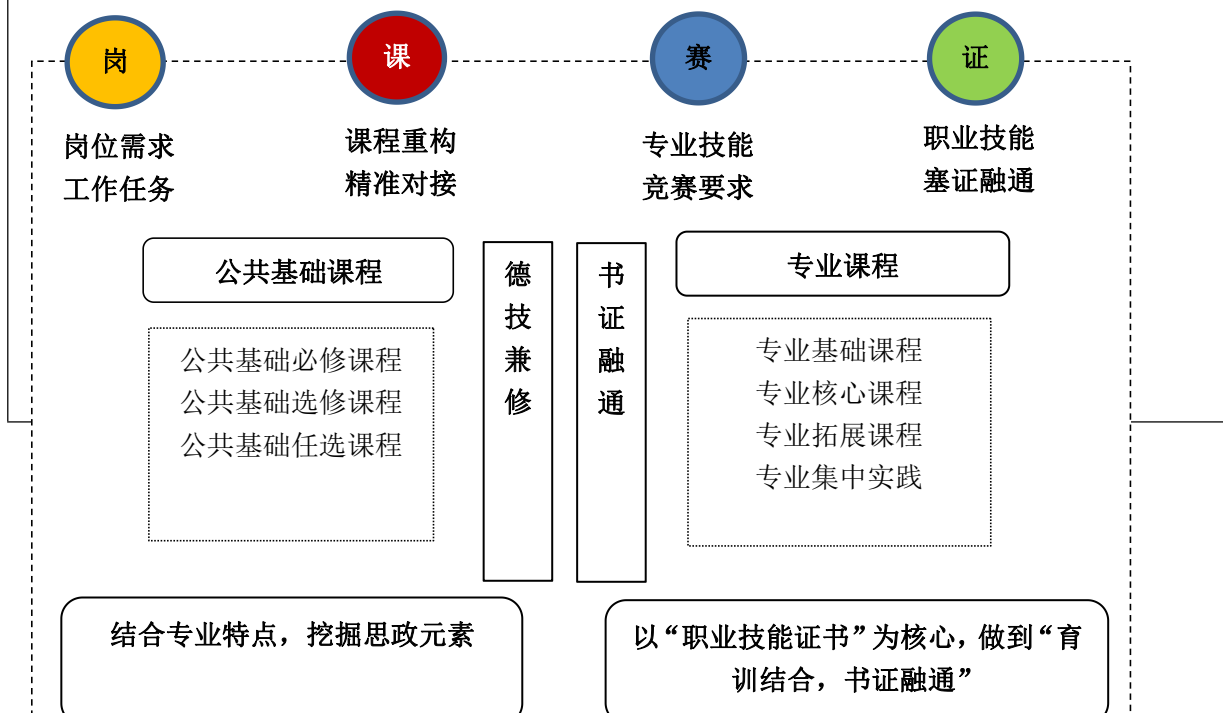 岗
课
赛
证
岗位需求
工作任务
课程重构
精准对接
专业技能
竞赛要求
职业技能
塞证融通
公共基础课程
公共基础必修课程
公共基础选修课程
公共基础任选课程
德
技
兼
修
书
证
融
通
专业课程
专业基础课程
专业核心课程
专业拓展课程
专业集中实践
结合专业特点，挖掘思政元素
以“职业技能证书”为核心，做到“育
训结合，书证融通”